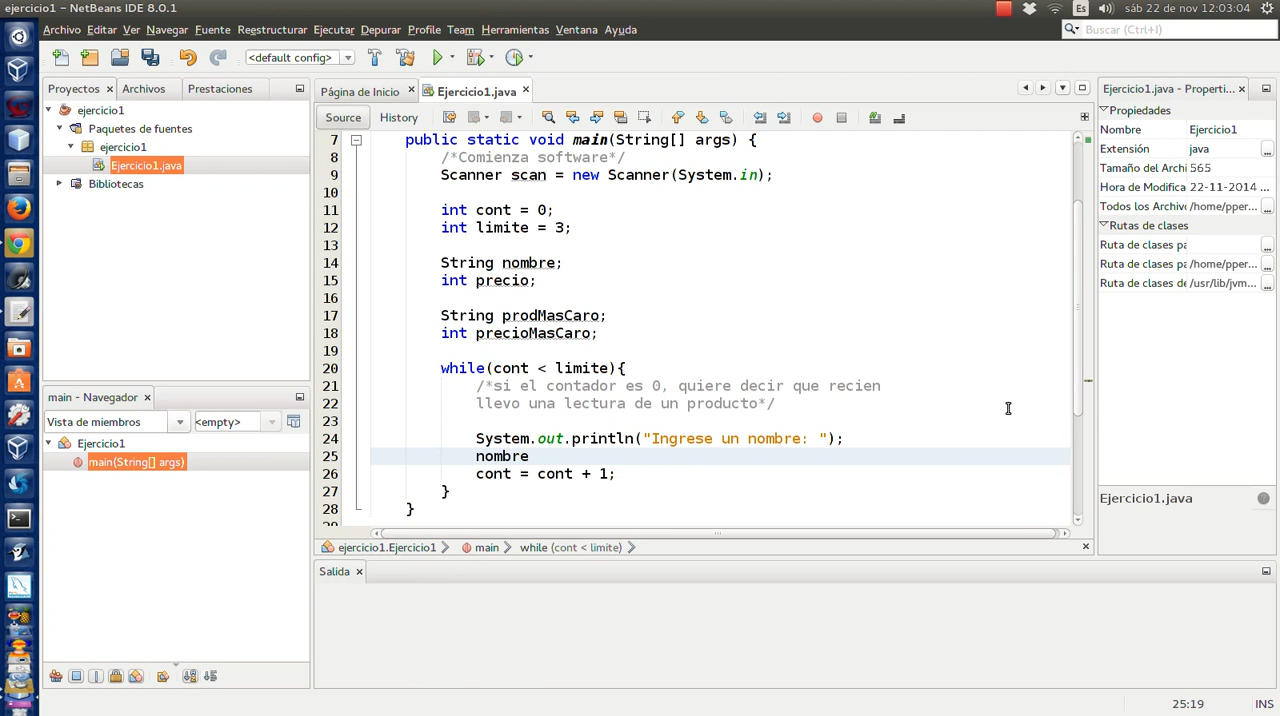 ejercicio1 - NetBeans IDE 8.0.1
Es
sáb 22 de nov 12:03:04
Archivo Editar Ver Navegar Fuente Reestructurar Ejecutar Depurar Profile Team Herramientas Ventana Ayuda
Buscar (Ctrl+I)
<default config>
Proyectos
Archivos
Prestaciones
ejercicio1
Paquetes de fuentes
ejercicio1
Ejercicio1.java
Bibliotecas
main - Navegador
Vista de miembros
<empty>
Ejercicio1
main(String[] args)
Página de Inicio
Ejercicio1.java
Source
History
7 public static void main(String[] args) {
8 /*Comienza software*/
9 Scanner scan = new Scanner(System.in);
10
11 int cont = 0;
12 int limite = 3;
13
14 String nombre;
15 int precio;
16
17 String prodMasCaro;
18 int precioMasCaro;
19
20 while(cont < limite){
21 /*si el contador es 0, quiere decir que recien
22 llevo una lectura de un producto*/
23
24 System.out.println("Ingrese un nombre: ");
25 nombre
26 cont = cont + 1;
27 }
28 }
ejercicio1.Ejercicio1
main
while (cont < limite)
Salida
Ejercicio1.java - Properti...
Propiedades
Nombre Ejercicio1
Extensión java
...
Tamaño del Archi 565
Hora de Modifica 22-11-2014
Todos los Archiv /home/pper...
...
Rutas de clases
Ruta de clases pa
...
Ruta de clases pa /home/pper...
...
Ruta de clases de /usr/lib/jvm...
...
Ejercicio1.java
25:19
INS